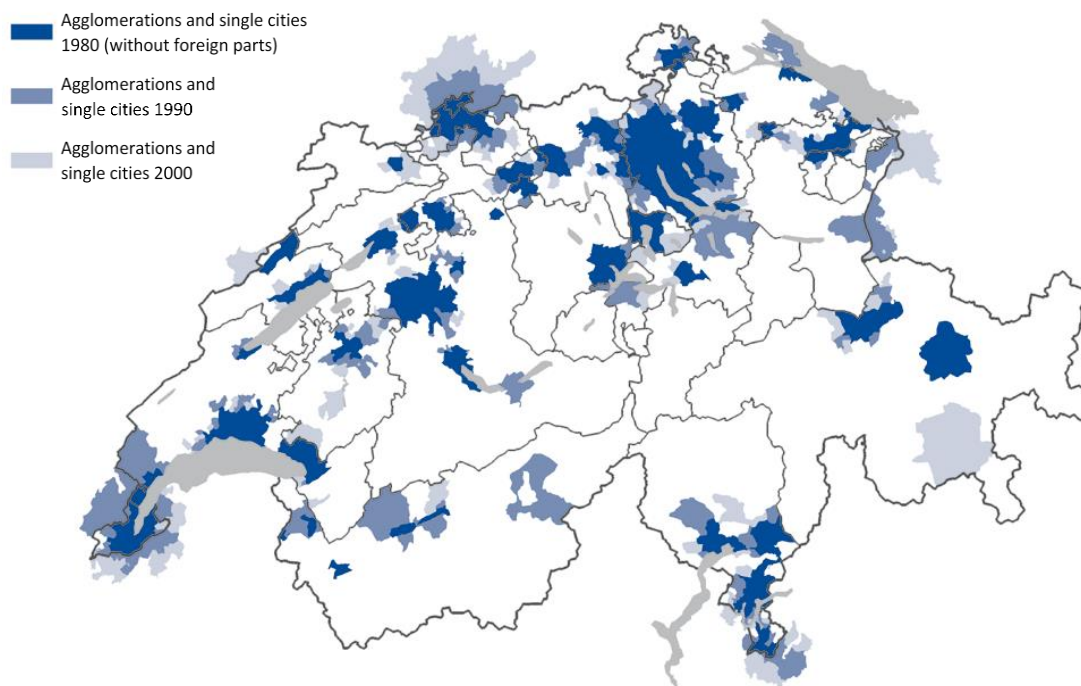 Agglomerations and single cities
1980 (without foreign parts)
Agglomerations and
single cities 1990
Agglomerations and
single cities 2000